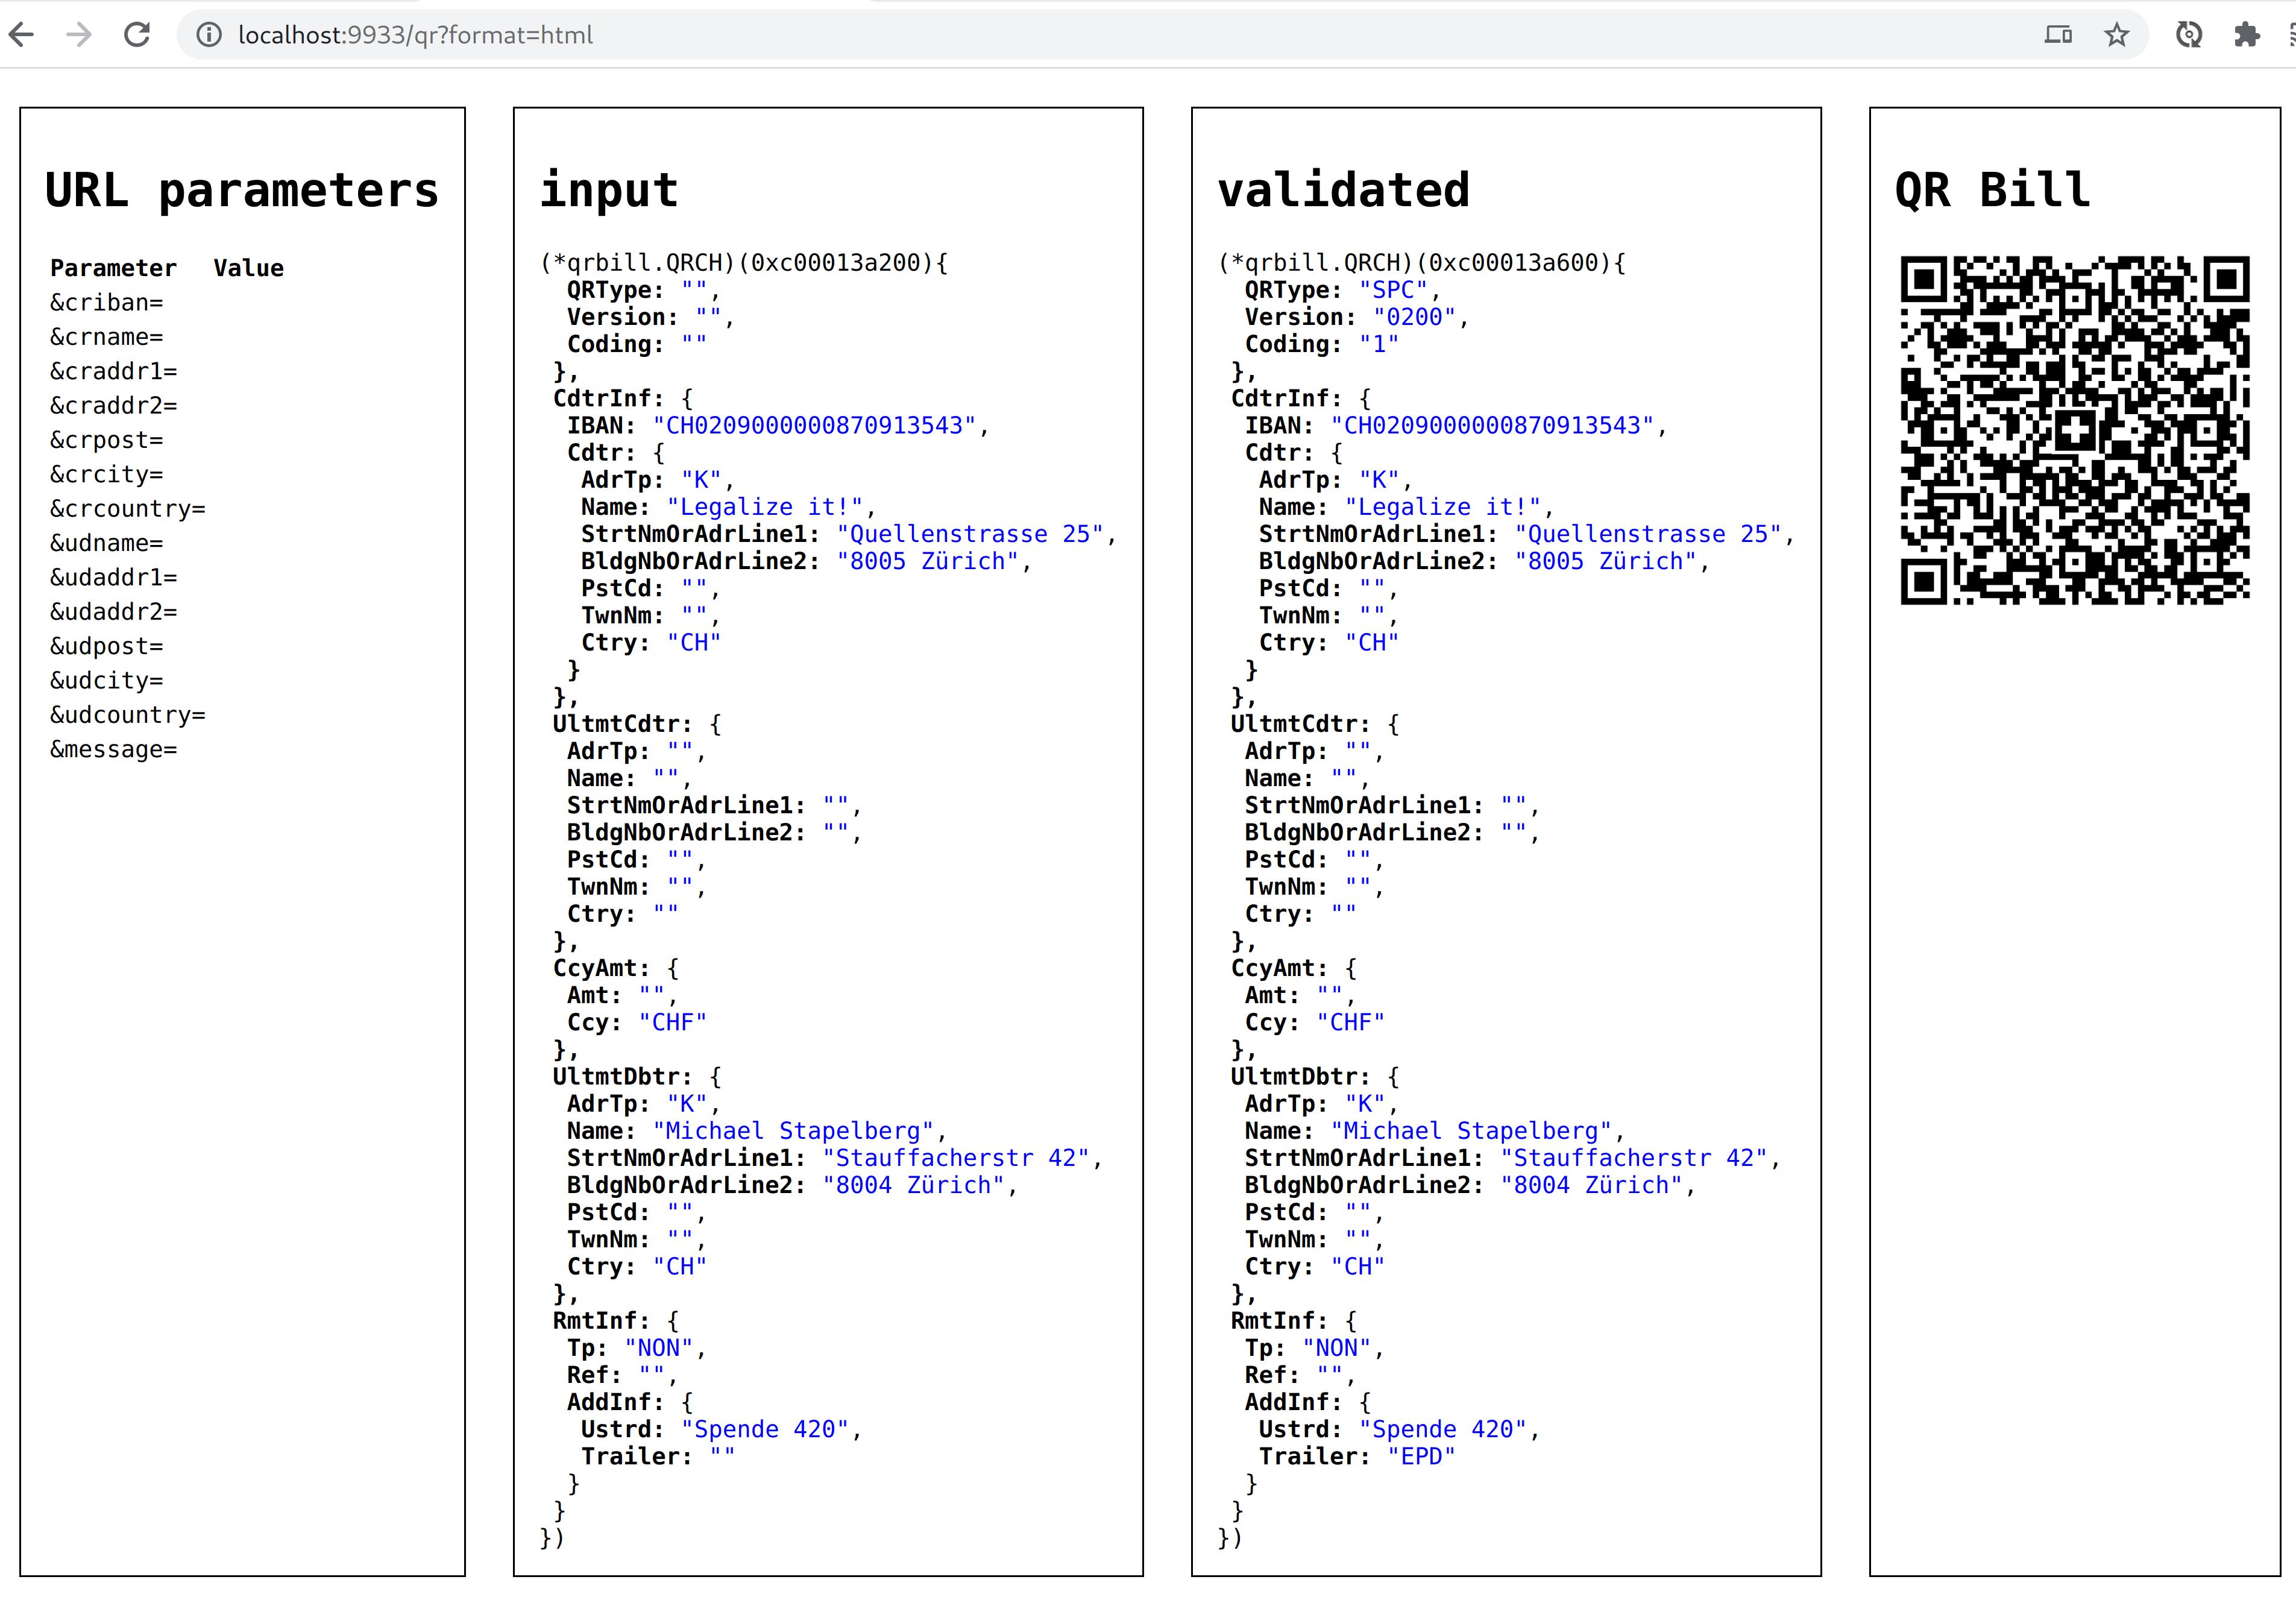 localhost:9933/qr?format=html
URL parameters
Parameter Value
&criban=
&crname=
&craddr1=
&craddr2=
&crpost=
&crcity=
&crcountry=
&udname=
&udaddr1=
&udaddr2=
&udpost=
&udcity=
&udcountry=
&message=
input
(*qrbill.QRCH)(0xc00013a200){
QRType: "",
Version: "",
Coding: ""
},
CdtrInf: {
IBAN: "CH0209000000870913543",
Cdtr: {
AdrTp: "K",
Name: "Legalize it!",
StrtNmOrAdrLine1: "Quellenstrasse 25",
BldgNbOrAdrLine2: "8005 Zürich",
PstCd: "",
TwnNm: "",
Ctry: "CH"
}
},
UltmtCdtr: {
AdrTp: "",
Name: "",
StrtNmOrAdrLine1: "",
BldgNbOrAdrLine2: "",
PstCd: "",
TwnNm: "",
Ctry: ""
},
CcyAmt: {
Amt: "",
Ccy: "CHF"
},
UltmtDbtr: {
AdrTp: "K",
Name: "Michael Stapelberg",
StrtNmOrAdrLine1: "Stauffacherstr 42",
BldgNbOrAdrLine2: "8004 Zürich",
PstCd: "",
TwnNm: "",
Ctry: "CH"
},
RmtInf: {
Tp: "NON",
Ref: "",
AddInf: {
Ustrd: "Spende 420",
Trailer: ""
}
}
})
validated
(*qrbill.QRCH)(0xc00013a600){
QRType: "SPC",
Version: "0200",
Coding: "1"
},
CdtrInf: {
IBAN: "CH0209000000870913543",
Cdtr: {
AdrTp: "K",
Name: "Legalize it!",
StrtNmOrAdrLine1: "Quellenstrasse 25",
BldgNbOrAdrLine2: "8005 Zürich",
PstCd: "",
TwnNm: "",
Ctry: "CH"
}
},
UltmtCdtr: {
AdrTp: "",
Name: "",
StrtNmOrAdrLine1: "",
BldgNbOrAdrLine2: "",
PstCd: "",
TwnNm: "",
Ctry: ""
},
CcyAmt: {
Amt: "",
Ccy: "CHF"
},
UltmtDbtr: {
AdrTp: "K",
Name: "Michael Stapelberg",
StrtNmOrAdrLine1: "Stauffacherstr 42",
BldgNbOrAdrLine2: "8004 Zürich",
PstCd: "",
TwnNm: "",
Ctry: "CH"
},
RmtInf: {
Tp: "NON",
Ref: "",
AddInf: {
Ustrd: "Spende 420",
Trailer: "EPD"
}
}
})
QR Bill